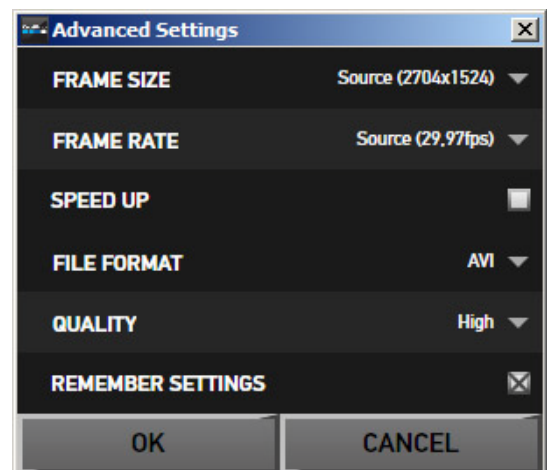 Advanced Settings
FRAME SIZE Source (2704x1524)
FRAME RATE Source (29,97fps)
SPEED UP
FILE FORMAT AVI
QUALITY High
REMEMBER SETTINGS
OK CANCEL